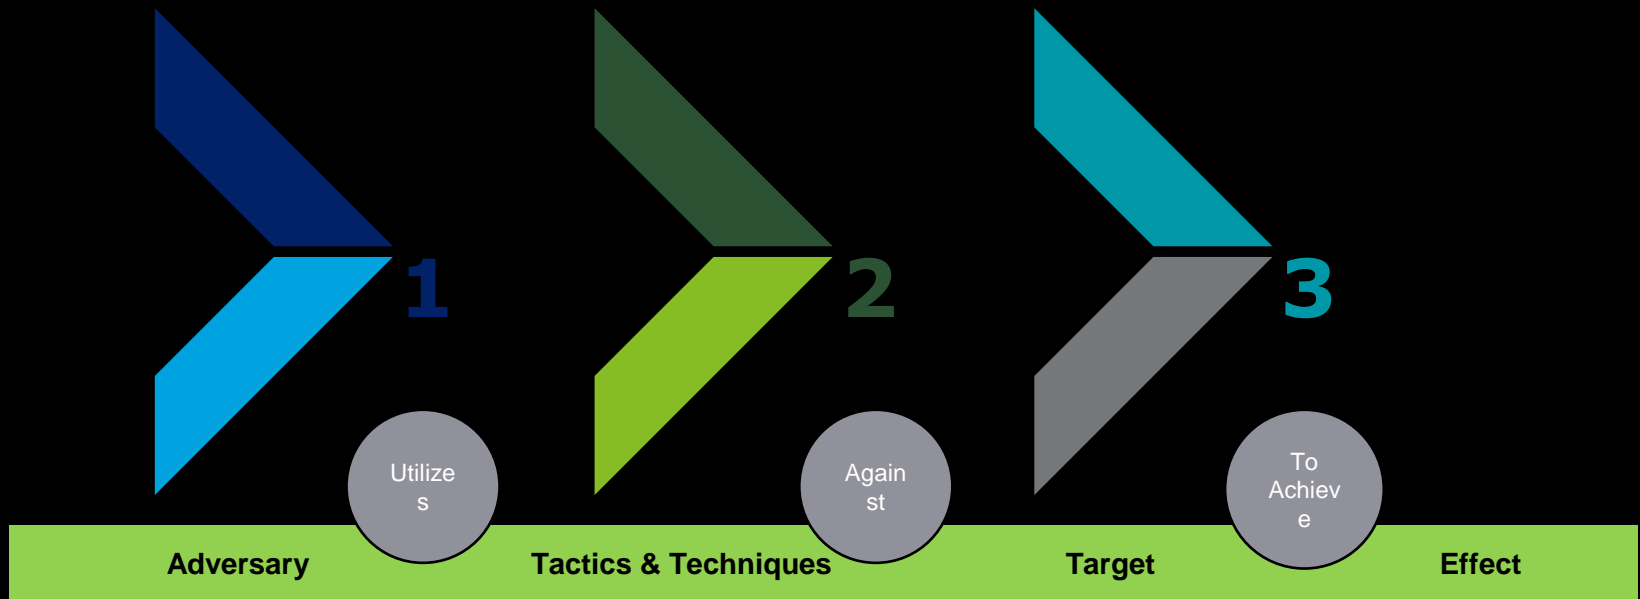 1
2
3
Utilize
s
Again
st
To
Achiev
e
Adversary
Tactics & Techniques
Target
Effect